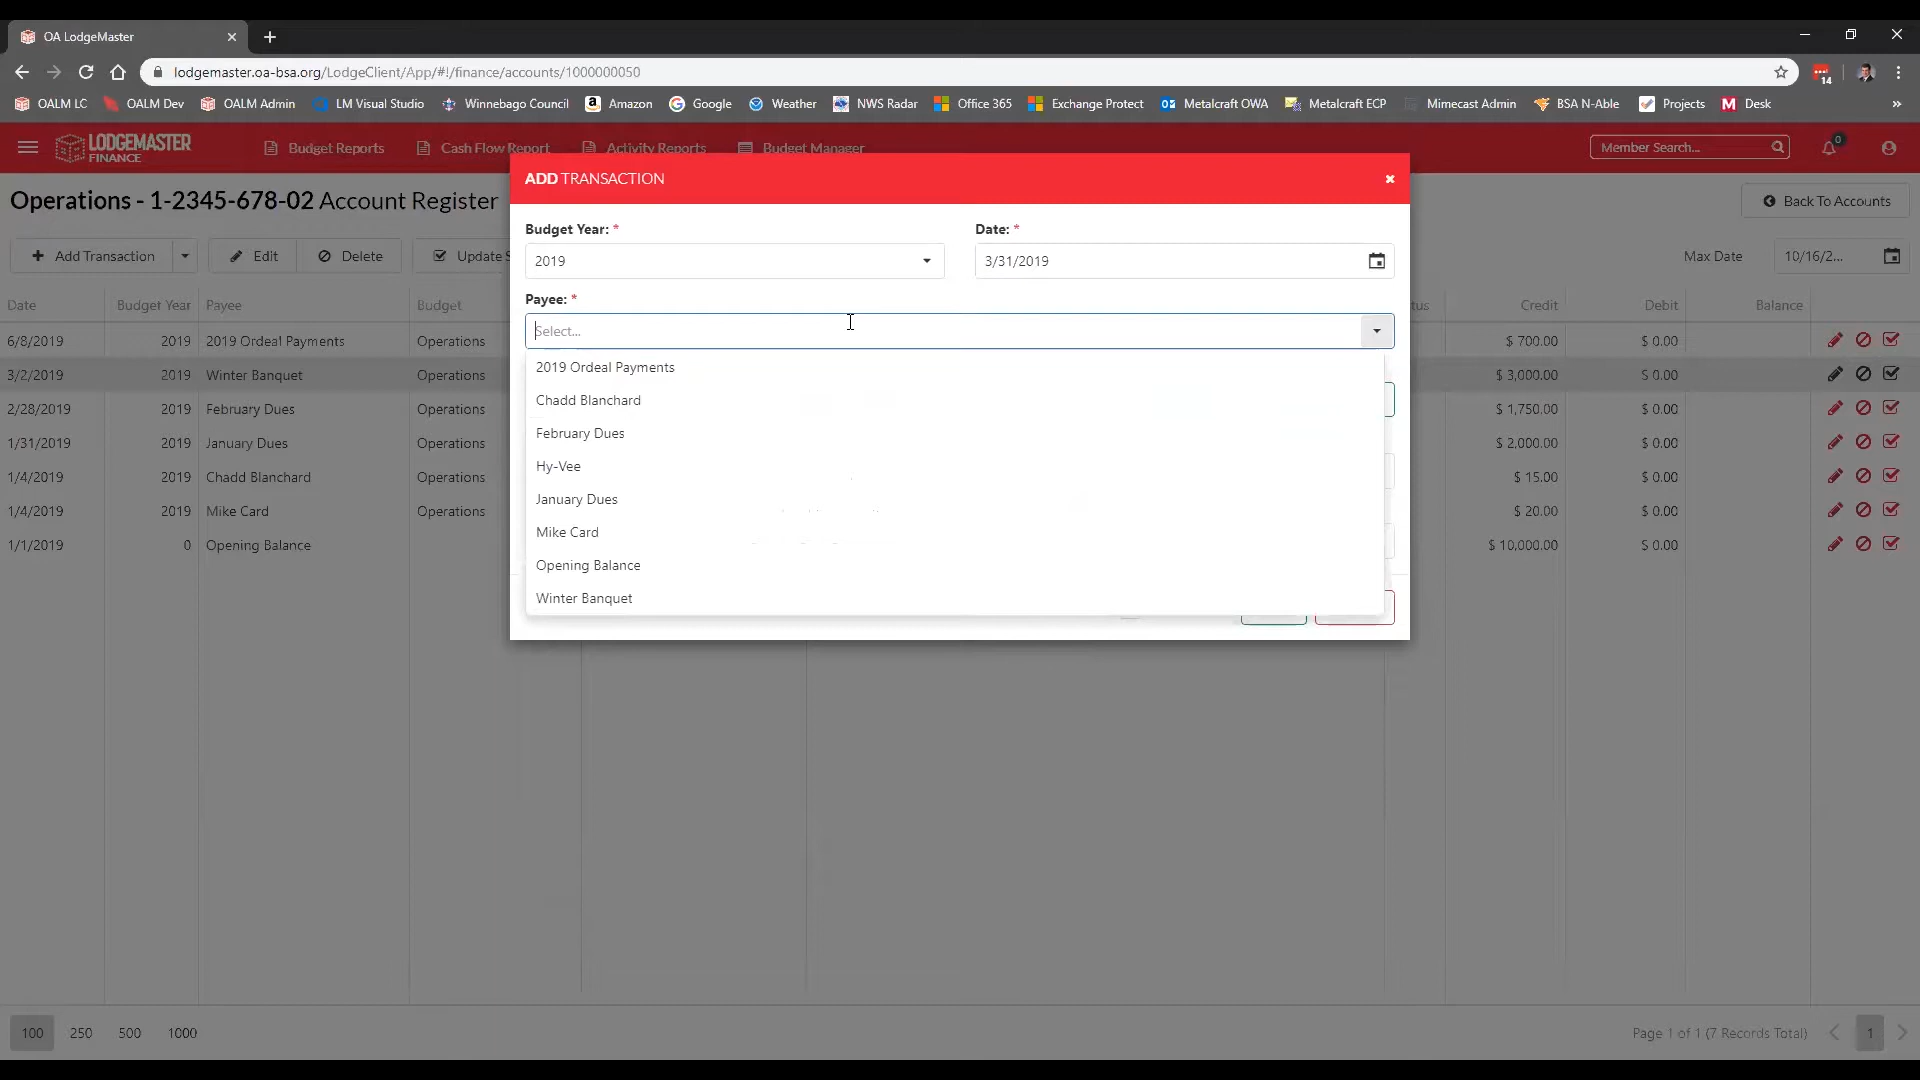 OA LodgeMaster
lodgemaster.oa-bsa.org/LodgeClient/App/#!/finance/accounts/1000000050
14
OALM LC OALM Dev OALM Admin LM Visual Studio Winnebago Council Amazon Google Weather NWS Radar Office 365 Exchange Protect Metalcraft OWA Metalcraft ECP Mimecast Admin BSA N-Able Projects Desk
LODGEMASTER
FINANCE
Budget Reports Cash Flow Report Activity Reports Budget Manager Member Search... 0
ADD TRANSACTION
Operations - 1-2345-678-02 Account Register
Back To Accounts
Budget Year: * Date: *
2019 3/31/2019
Add Transaction Edit Delete Update Max Date 10/16/2...
Payee: *
Select...
Date Budget Year Payee Budget Credit Debit Balance
6/8/2019 2019 2019 Ordeal Payments Operations $ 700.00 $ 0.00
3/2/2019 2019 Winter Banquet Operations $ 3,000.00 $ 0.00
2/28/2019 2019 February Dues Operations $ 1,750.00 $ 0.00
1/31/2019 2019 January Dues Operations $ 2,000.00 $ 0.00
1/4/2019 2019 Chadd Blanchard Operations $ 15.00 $ 0.00
1/4/2019 2019 Mike Card Operations $ 20.00 $ 0.00
1/1/2019 0 Opening Balance $ 10,000.00 $ 0.00
2019 Ordeal Payments
Chadd Blanchard
February Dues
Hy-Vee
January Dues
Mike Card
Opening Balance
Winter Banquet
100 250 500 1000 Page 1 of 1 (7 Records Total) 1